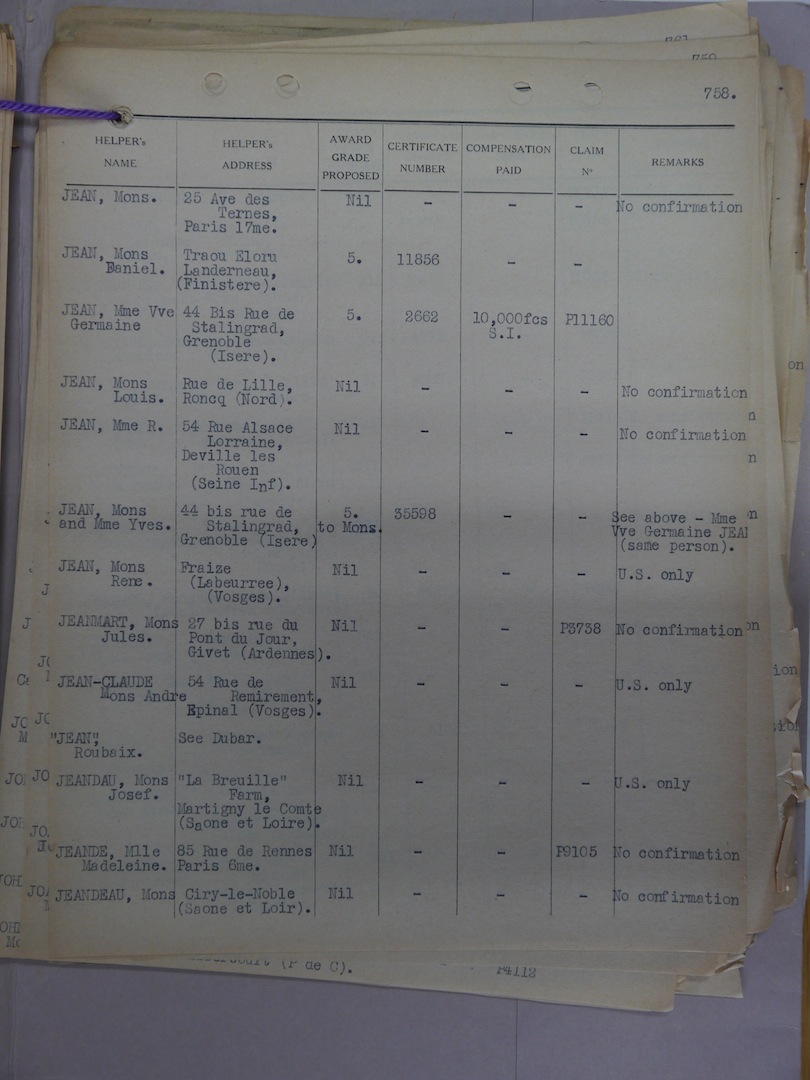 758.
HELPER's NAME | HELPER's ADDRESS | AWARD GRADE PROPOSED | CERTIFICATE NUMBER | COMPENSATION PAID | CLAIM N° | REMARKS
JEAN, Mons. | 25 Ave des | Nil | - | - | - | No confirmation
Ternes,
Paris 17me.
JEAN, Mons | Traou Elorn | 5. | 11856 | - | -
Daniel. | Landerneau,
(Finistere).
JEAN, Mme Vve | 44 Bis Rue de | 5. | 2662 | 10,000fcs | P11160
Germaine | Stalingrad, | S.I.
Grenoble
(Isere).
JEAN, Mons | Rue de Lille, | Nil | - | - | - | No confirmation
Louis. | Roncq (Nord).
JEAN, Mme R. | 54 Rue Alsace | Nil | - | - | - | No confirmation
Lorraine,
Deville les
Rouen
(Seine Inf).
JEAN, Mons | 44 bis rue de | 5. | 35598 | - | - | See above - Mme
and Mme Yves. | Stalingrad, | to Mons. | Vve Germaine JEAN
Grenoble (Isere) | (same person).
JEAN, Mons | Fraize | Nil | - | - | - | U.S. only
Rene. | (Labeurree),
(Vosges).
JEANMART, Mons | 27 bis rue du | Nil | - | - | P3738 | No confirmation
Jules. | Pont du Jour,
Givet (Ardennes).
JEAN-CLAUDE | 54 Rue de | Nil | - | - | - | U.S. only
Mons Andre | Remirement,
Epinal (Vosges).
"JEAN", | See Dubar.
Roubaix.
JEANDAU, Mons | "La Breuille" | Nil | - | - | - | U.S. only
Josef. | Farm,
Martigny le Comte
(Saone et Loire).
JEANDE, Mlle | 85 Rue de Rennes | Nil | - | - | P9105 | No confirmation
Madeleine. | Paris 6me.
JEANDEAU, Mons | Ciry-le-Noble | Nil | - | - | - | No confirmation
(Saone et Loir).
(P de C). | P4112